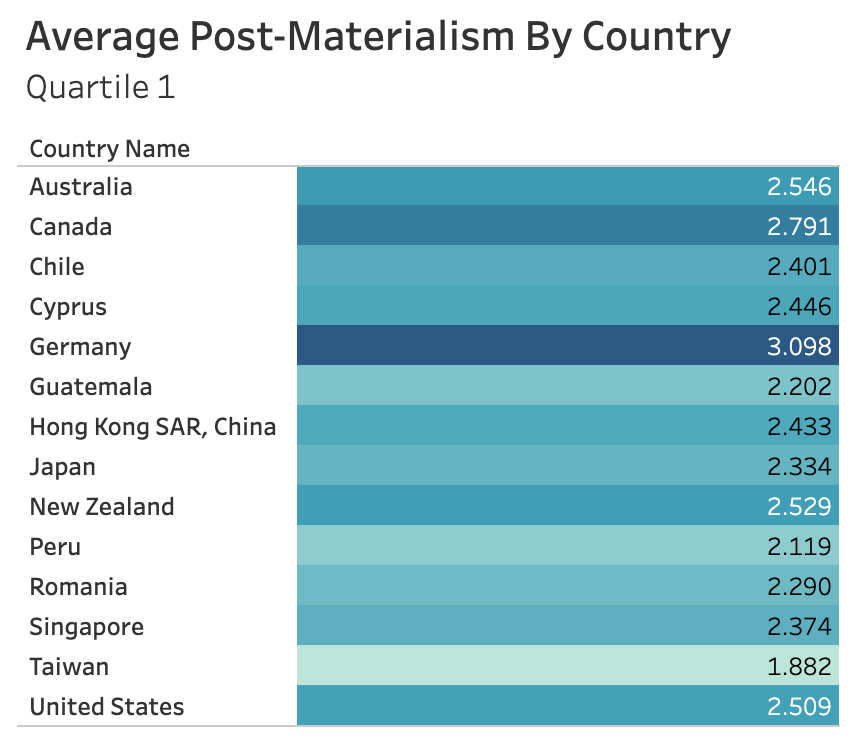 Average Post-Materialism By Country
Quartile 1
Country Name
Australia 2.546
Canada 2.791
Chile 2.401
Cyprus 2.446
Germany 3.098
Guatemala 2.202
Hong Kong SAR, China 2.433
Japan 2.334
New Zealand 2.529
Peru 2.119
Romania 2.290
Singapore 2.374
Taiwan 1.882
United States 2.509